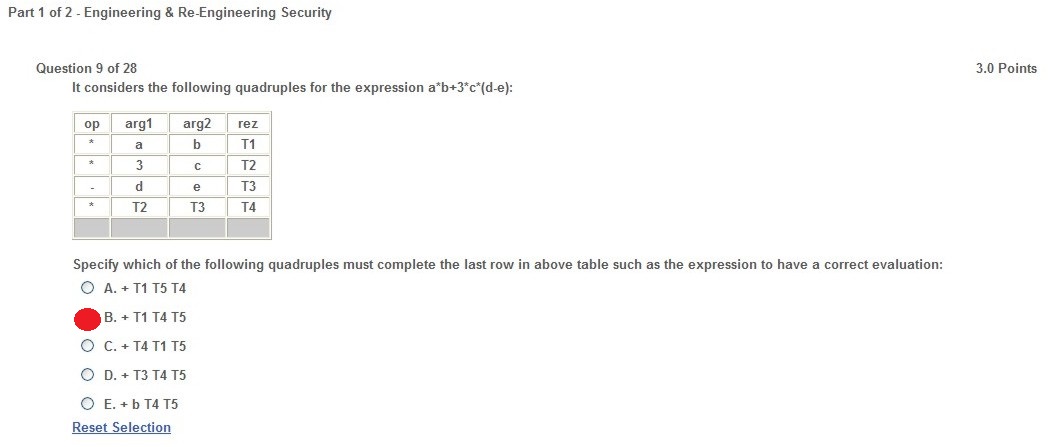 Part 1 of 2 - Engineering & Re-Engineering Security
Question 9 of 28 3.0 Points
It considers the following quadruples for the expression a*b+3*c*(d-e):
op arg1 arg2 rez
* a b T1
* 3 c T2
- d e T3
* T2 T3 T4
Specify which of the following quadruples must complete the last row in above table such as the expression to have a correct evaluation:
A. + T1 T5 T4
B. + T1 T4 T5
C. + T4 T1 T5
D. + T3 T4 T5
E. + b T4 T5
Reset Selection